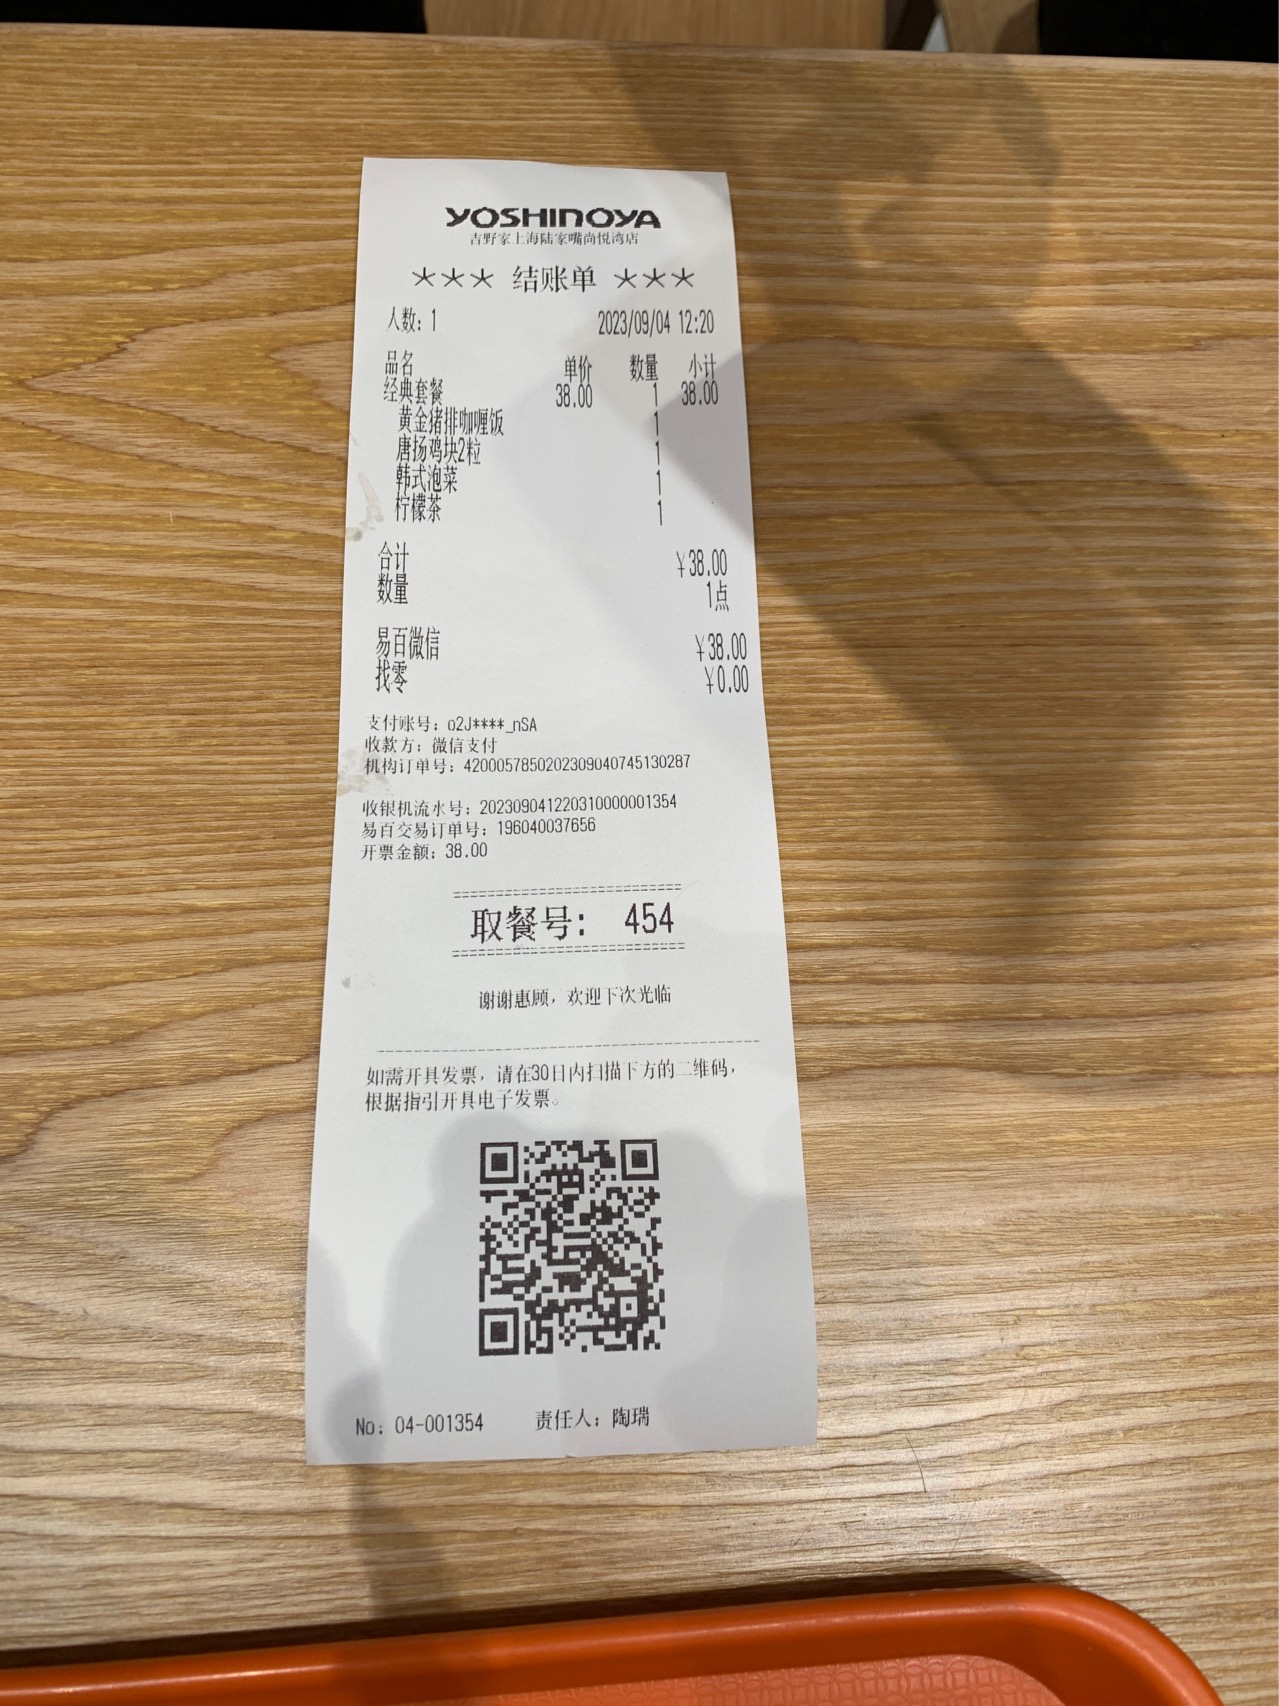 YOSHINOYA
吉野家上海陆家嘴尚悦湾店
*** 结账单 ***
人数: 1 2023/09/04 12:20
品名 单价 数量 小计
经典套餐 38.00 1 38.00
黄金猪排咖喱饭 1
唐扬鸡块2粒 1
韩式泡菜 1
柠檬茶 1
合计 ¥38.00
数量 1点
易百微信 ¥38.00
找零 ¥0.00
支付账号: o2J****_nSA
收款方: 微信支付
机构订单号: 4200057850202309040745130287
收银机流水号: 202309041220310000001354
易百交易订单号: 196040037656
开票金额: 38.00
取餐号: 454
谢谢惠顾，欢迎下次光临
如需开具发票，请在30日内扫描下方的二维码，
根据指引开具电子发票。
No: 04-001354 责任人: 陶瑞